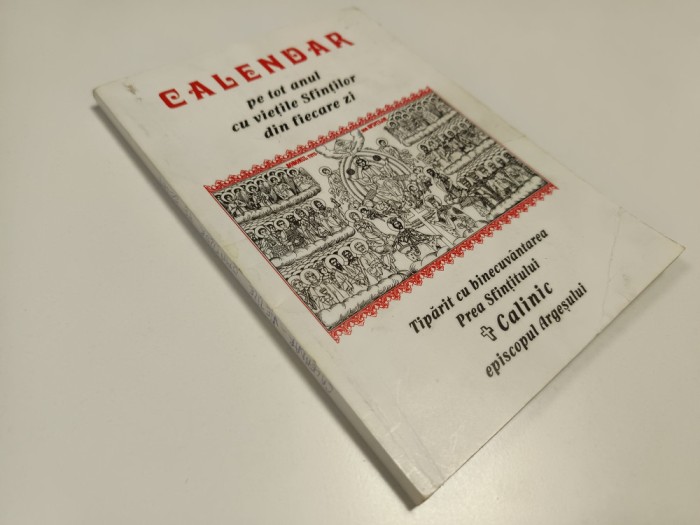 CALENDAR
pe tot anul
cu viețile Sfinților
din fiecare zi
Tipărit cu binecuvântarea
Prea Sfințitului
✞ Calinic
episcopul Argeșului